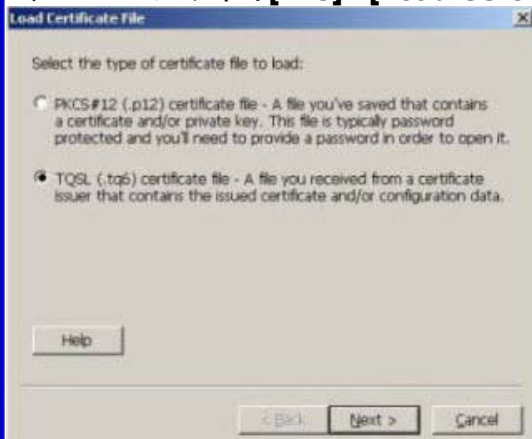 Load Certificate File
Select the type of certificate file to load:
PKCS#12 (.p12) certificate file - A file you've saved that contains
a certificate and/or private key. This file is typically password
protected and you'll need to provide a password in order to open it.
TQSL (.tq6) certificate file - A file you received from a certificate
issuer that contains the issued certificate and/or configuration data.
Help
< Back
Next >
Cancel